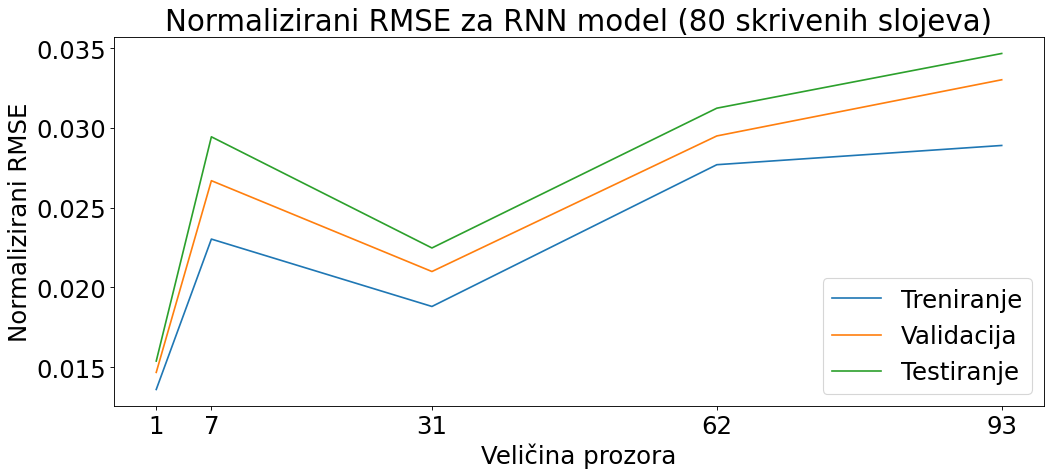 Normalizirani RMSE za RNN model (80 skrivenih slojeva)
Normalizirani RMSE
0.035
0.030
0.025
0.020
0.015
Treniranje
Validacija
Testiranje
1 7 31 62 93
Veličina prozora